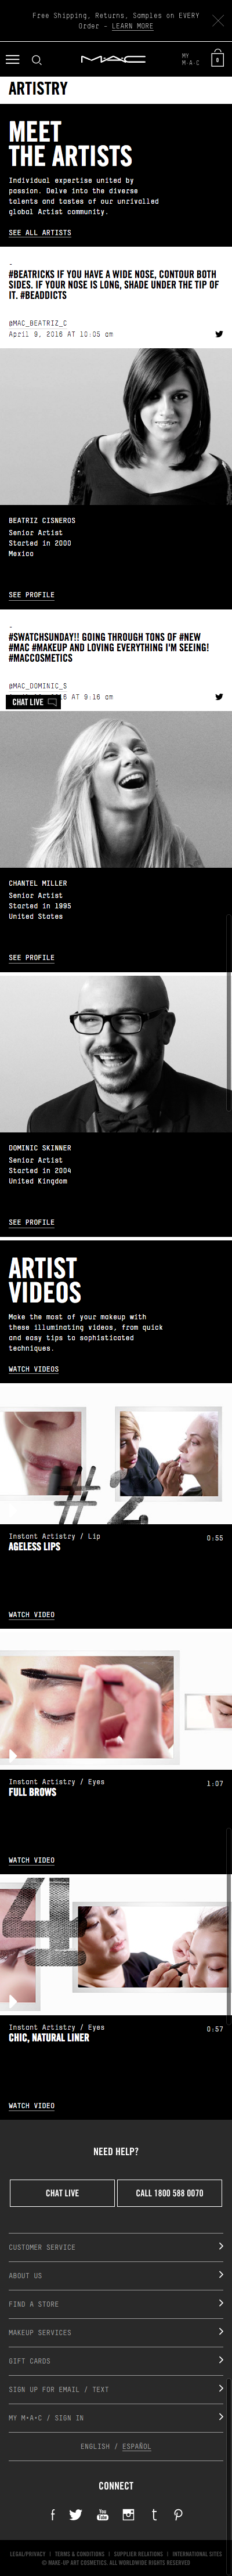 Free Shipping, Returns, Samples on EVERY
Order – LEARN MORE
MAC
MY
M·A·C
0
ARTISTRY
MEET
THE ARTISTS
Individual expertise united by
passion. Delve into the diverse
talents and tastes of our unrivalled
global Artist community.
SEE ALL ARTISTS
-
#BEATRICKS IF YOU HAVE A WIDE NOSE, CONTOUR BOTH
SIDES. IF YOUR NOSE IS LONG, SHADE UNDER THE TIP OF
IT. #BEADDICTS
@MAC_BEATRIZ_C
April 9, 2016 AT 10:05 am
BEATRIZ CISNEROS
Senior Artist
Started in 2000
Mexico
SEE PROFILE
-
#SWATCHSUNDAY!! GOING THROUGH TONS OF #NEW
#MAC #MAKEUP AND LOVING EVERYTHING I'M SEEING!
#MACCOSMETICS
@MAC_DOMINIC_S
CHAT LIVE
AT 9:16 am
CHANTEL MILLER
Senior Artist
Started in 1995
United States
SEE PROFILE
DOMINIC SKINNER
Senior Artist
Started in 2004
United Kingdom
SEE PROFILE
ARTIST
VIDEOS
Make the most of your makeup with
these illuminating videos, from quick
and easy tips to sophisticated
techniques.
WATCH VIDEOS
#2
Instant Artistry / Lip 0:55
AGELESS LIPS
WATCH VIDEO
Instant Artistry / Eyes 1:07
FULL BROWS
WATCH VIDEO
4
Instant Artistry / Eyes 0:57
CHIC, NATURAL LINER
WATCH VIDEO
NEED HELP?
CHAT LIVE
CALL 1800 588 0070
CUSTOMER SERVICE
ABOUT US
FIND A STORE
MAKEUP SERVICES
GIFT CARDS
SIGN UP FOR EMAIL / TEXT
MY M·A·C / SIGN IN
ENGLISH / ESPAÑOL
CONNECT
You Tube
LEGAL/PRIVACY | TERMS & CONDITIONS | SUPPLIER RELATIONS | INTERNATIONAL SITES
© MAKE-UP ART COSMETICS. ALL WORLDWIDE RIGHTS RESERVED